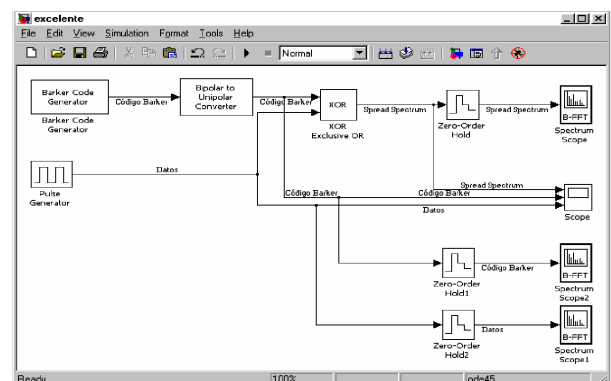 excelente
File Edit View Simulation Format Tools Help
Normal
Barker Code
Generator
Barker Code
Generator
Código Barker
Bipolar to
Unipolar
Converter
Código Barker
XOR
XOR
Exclusive OR
Spread Spectrum
Zero-Order
Hold
Spread Spectrum
B-FFT
Spectrum
Scope
Pulse
Generator
Datos
Código Barker
Spread Spectrum
Código Barker
Datos
Scope
Zero-Order
Hold1
Código Barker
B-FFT
Spectrum
Scope2
Zero-Order
Hold2
Datos
B-FFT
Spectrum
Scope1
Ready 100% ode45